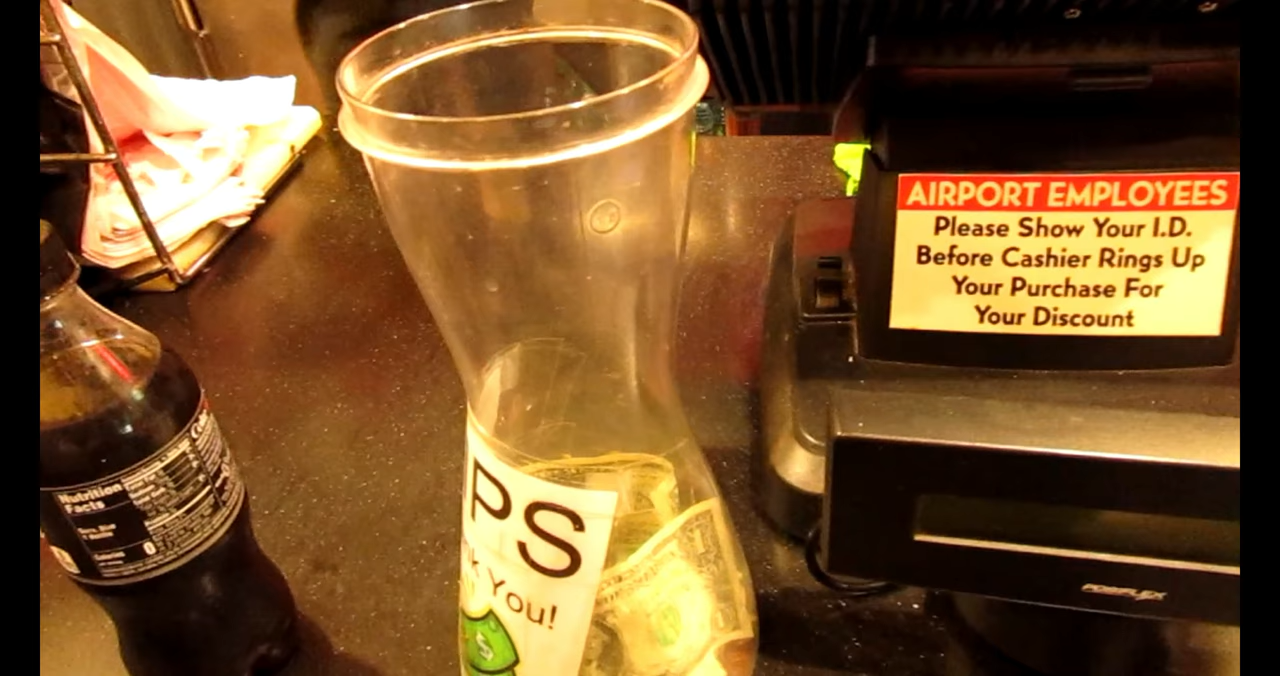 AIRPORT EMPLOYEES
Please Show Your I.D.
Before Cashier Rings Up
Your Purchase For
Your Discount
PS
k You!
$
Nutrition
Facts
0
POSIFLEX